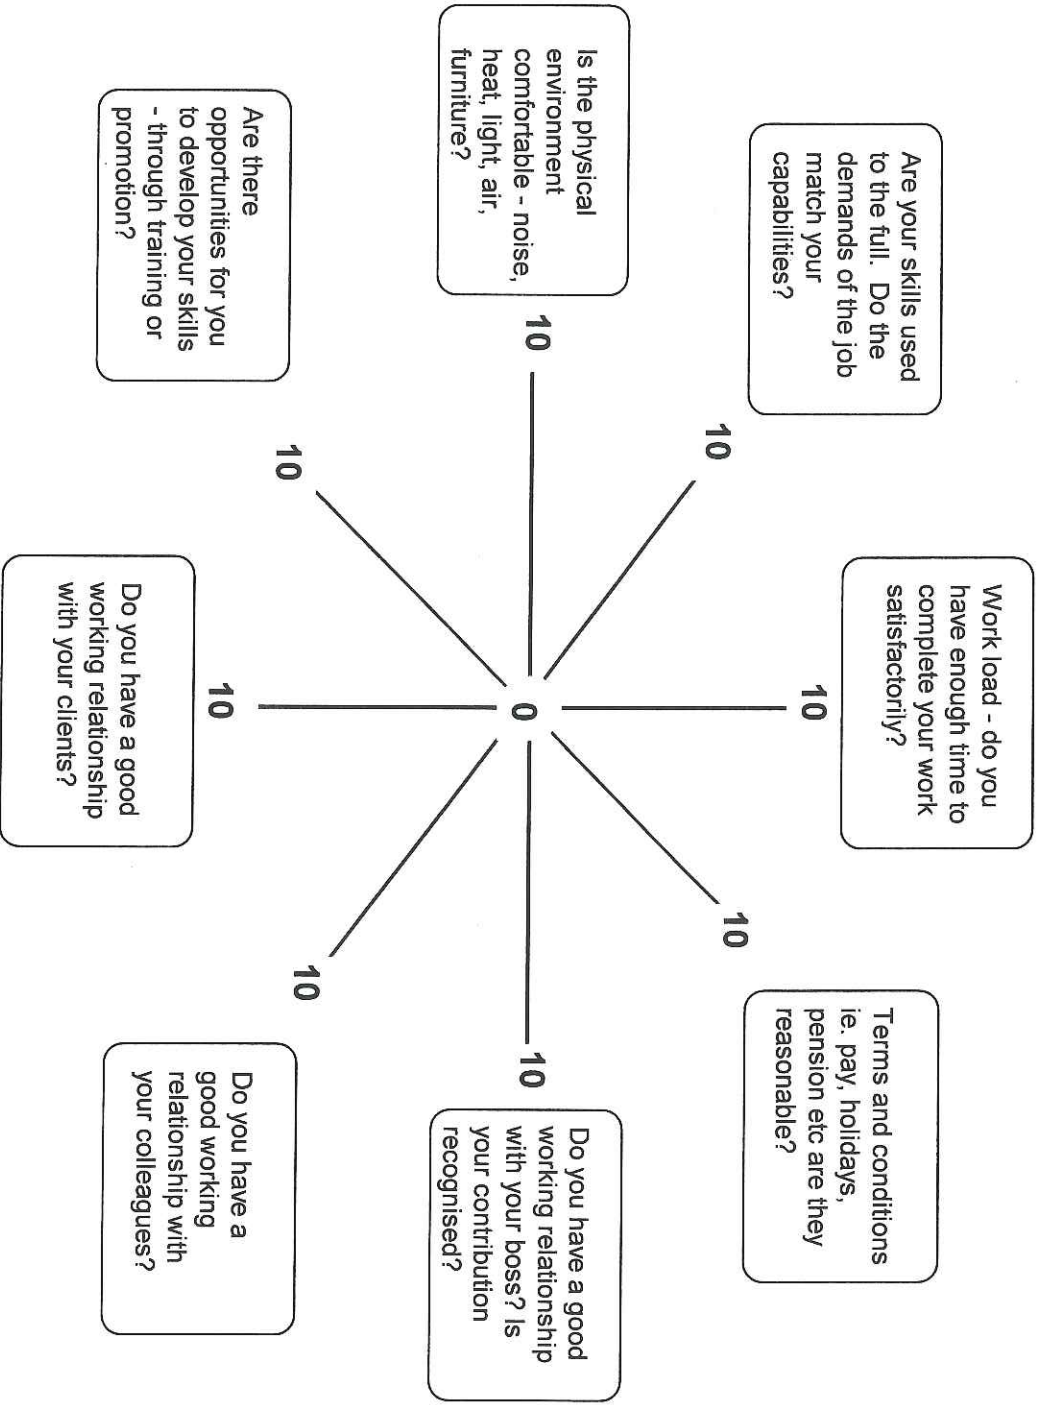 Work load - do you
have enough time to
complete your work
satisfactorily?
10
Are your skills used
to the full. Do the
demands of the job
match your
capabilities?
10
Terms and conditions
ie. pay, holidays,
pension etc are they
reasonable?
10
Is the physical
environment
comfortable - noise,
heat, light, air,
furniture?
10
0
10
Do you have a good
working relationship
with your boss? Is
your contribution
recognised?
Are there
opportunities for you
to develop your skills
- through training or
promotion?
10
10
Do you have a
good working
relationship with
your colleagues?
10
Do you have a good
working relationship
with your clients?